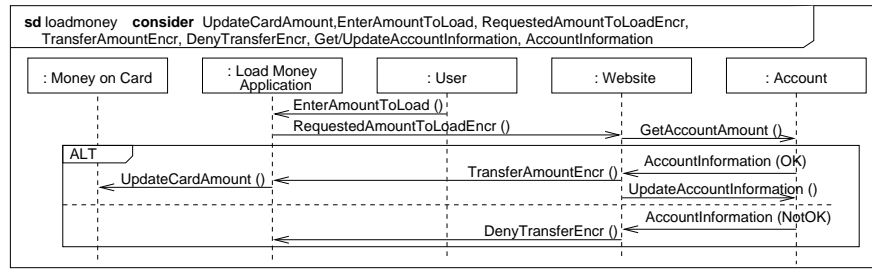 sd loadmoney consider UpdateCardAmount,EnterAmountToLoad, RequestedAmountToLoadEncr,
TransferAmountEncr, DenyTransferEncr, Get/UpdateAccountInformation, AccountInformation
: Money on Card
: Load Money
Application
: User
: Website
: Account
EnterAmountToLoad ()
RequestedAmountToLoadEncr ()
GetAccountAmount ()
ALT
AccountInformation (OK)
TransferAmountEncr ()
UpdateCardAmount ()
UpdateAccountInformation ()
AccountInformation (NotOK)
DenyTransferEncr ()